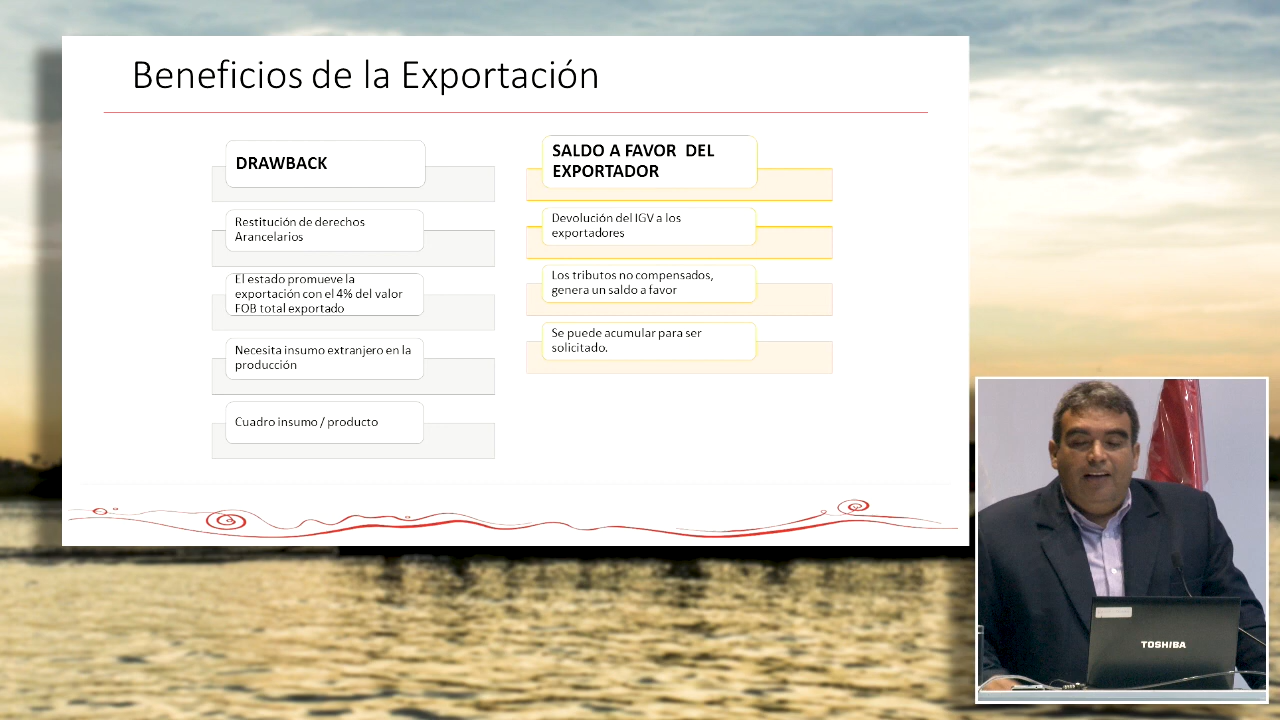 Beneficios de la Exportación
DRAWBACK
Restitución de derechos
Arancelarios
El estado promueve la
exportación con el 4% del valor
FOB total exportado
Necesita insumo extranjero en la
producción
Cuadro insumo / producto
SALDO A FAVOR DEL
EXPORTADOR
Devolución del IGV a los
exportadores
Los tributos no compensados,
genera un saldo a favor
Se puede acumular para ser
solicitado.
TOSHIBA